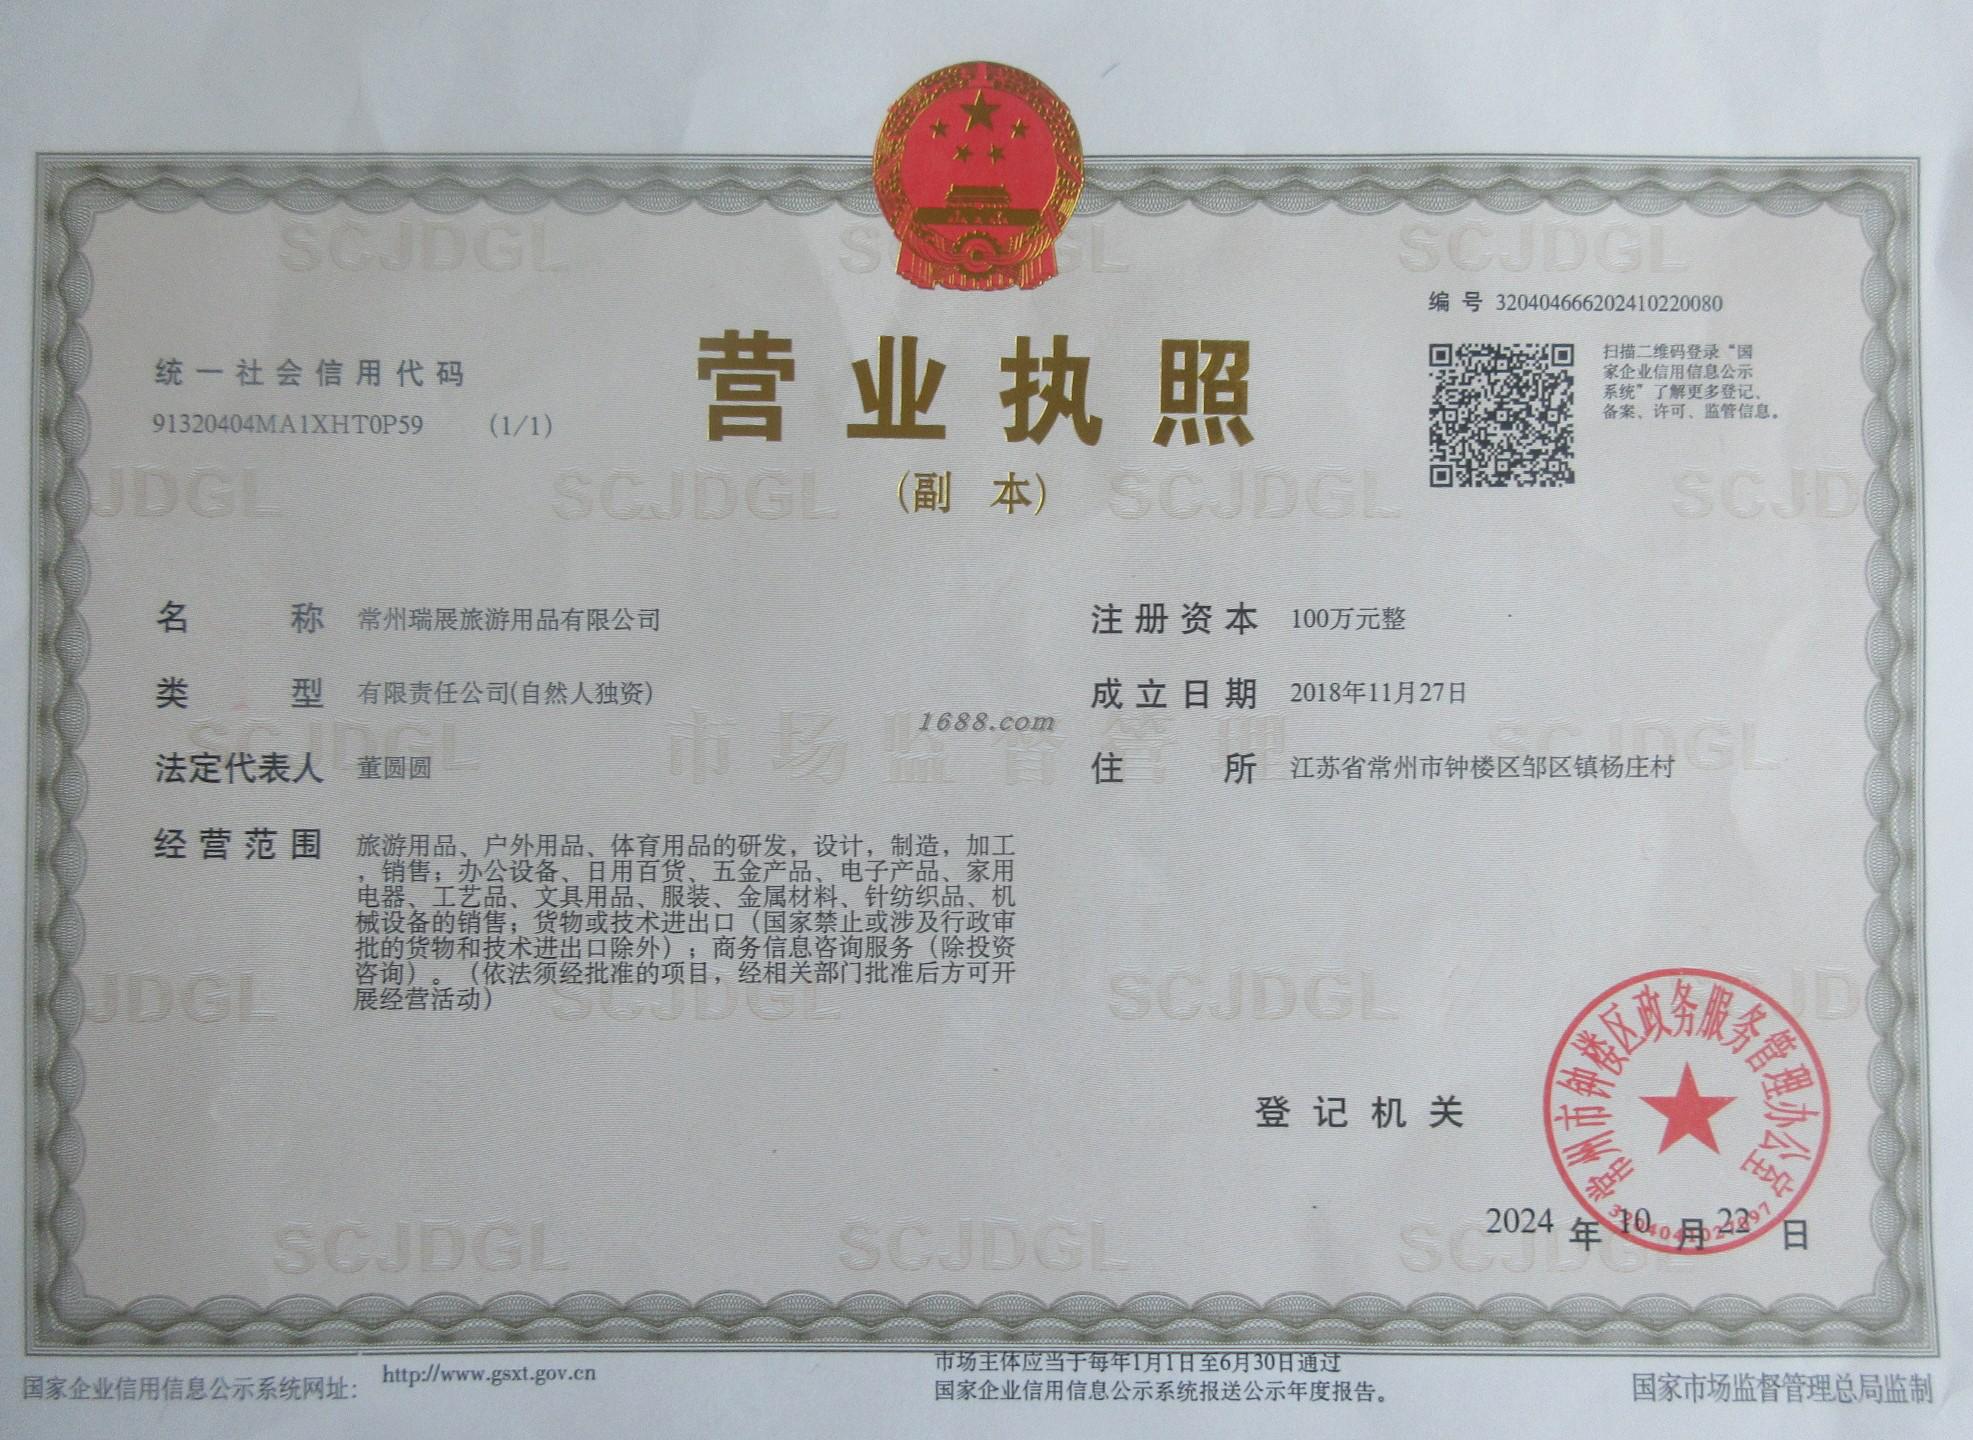 编号 320404666202410220080
统一社会信用代码
91320404MA1XHT0P59 (1/1)
营业执照
(副本)
扫描二维码登录“国
家企业信用信息公示
系统”了解更多登记、
备案、许可、监管信息。
名称 常州瑞展旅游用品有限公司
类型 有限责任公司(自然人独资)
法定代表人 董圆圆
经营范围 旅游用品、户外用品、体育用品的研发，设计，制造，加工
，销售；办公设备、日用百货、五金产品、电子产品、家用
电器、工艺品、文具用品、服装、金属材料、针纺织品、机
械设备的销售；货物或技术进出口（国家禁止或涉及行政审
批的货物和技术进出口除外）；商务信息咨询服务（除投资
咨询）。（依法须经批准的项目，经相关部门批准后方可开
展经营活动）
注册资本 100万元整
成立日期 2018年11月27日
住所 江苏省常州市钟楼区邹区镇杨庄村
1688.com
SCJDGL
市场监督管理
登记机关
常州市钟楼区政务服务管理办公室
2024年10月22日
国家企业信用信息公示系统网址：
http://www.gsxt.gov.cn
市场主体应当于每年1月1日至6月30日通过
国家企业信用信息公示系统报送公示年度报告。
国家市场监督管理总局监制